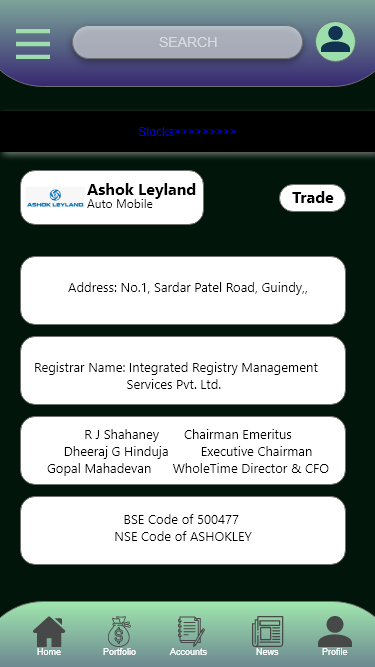 SEARCH
Stocks>>>>>>>>>
ASHOK LEYLAND
Ashok Leyland
Auto Mobile
Trade
Address: No.1, Sardar Patel Road, Guindy,,
Registrar Name: Integrated Registry Management
Services Pvt. Ltd.
R J Shahaney Chairman Emeritus
Dheeraj G Hinduja Executive Chairman
Gopal Mahadevan WholeTime Director & CFO
BSE Code of 500477
NSE Code of ASHOKLEY
Home Portfolio Accounts News Profile